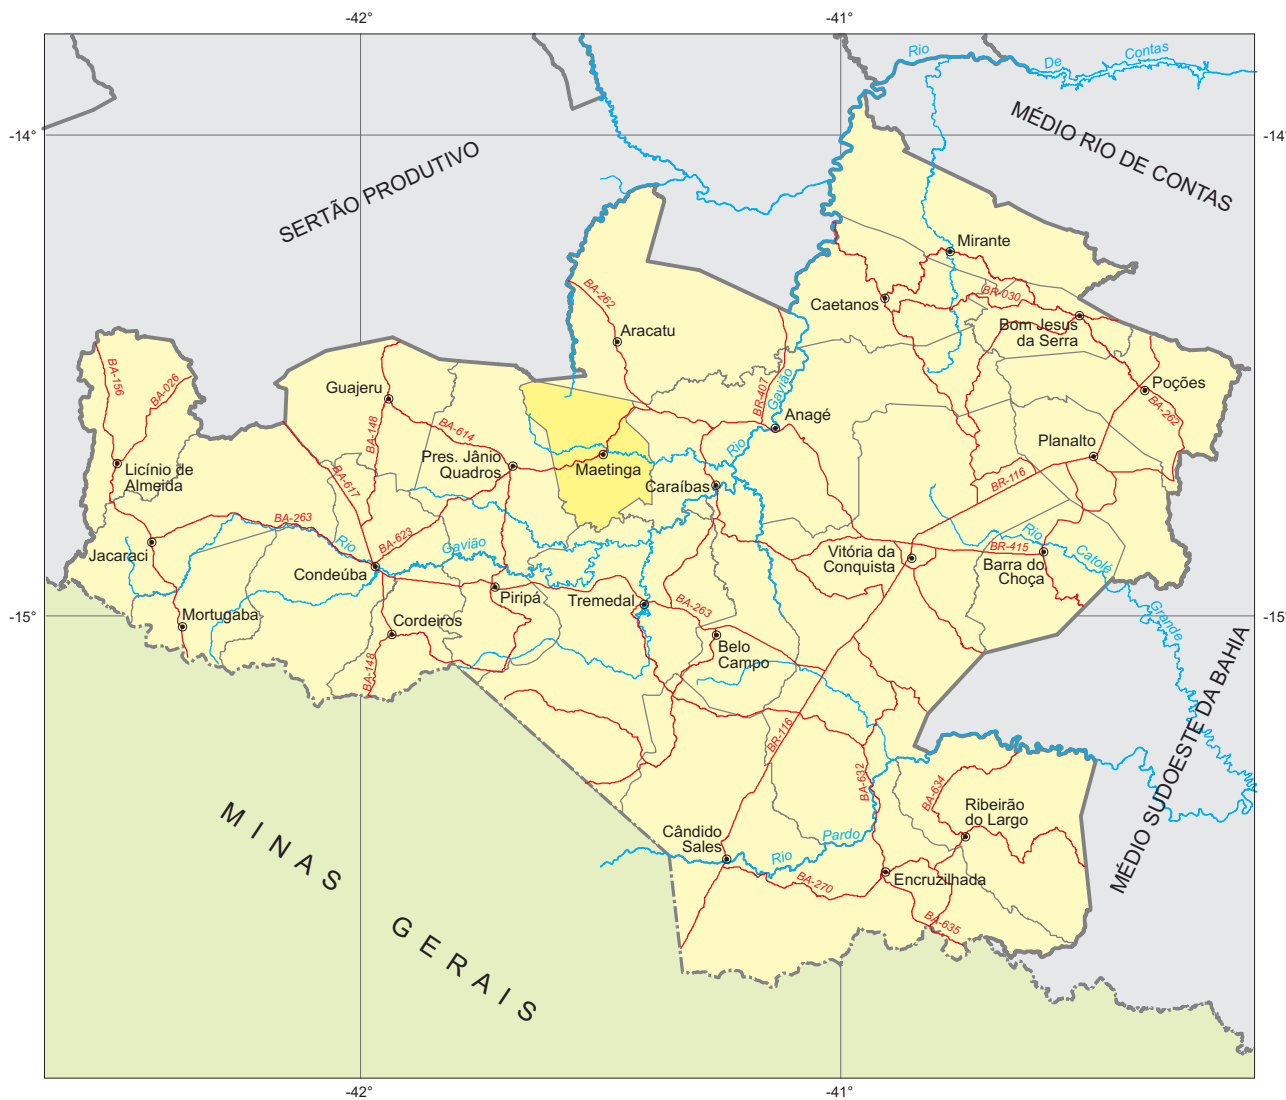 -42°
-41°
Rio
De
Contas
-14°
-14°
MÉDIO RIO DE CONTAS
SERTÃO PRODUTIVO
Mirante
BA-262
BR-030
Caetanos
Bom Jesus
da Serra
Aracatu
BA-156
BA-026
Guajeru
Gavião
BR-407
Poções
BA-262
Anagé
BA-148
BA-614
Rio
Planalto
Pres. Jânio
Quadros
Maetinga
Licínio de
Almeida
BA-617
Caraíbas
BR-116
BA-263
Rio
BA-623
Gavião
Rio
Catolé
Grande
BR-415
Jacaraci
Condeúba
Vitória da
Conquista
Barra do
Choça
Piripá
Tremedal
BA-263
-15°
-15°
Mortugaba
Cordeiros
Belo
Campo
BA-148
BR-116
MÉDIO SUDOESTE DA BAHIA
BA-632
BA-634
Ribeirão
do Largo
Cândido
Sales
Rio
Pardo
BA-270
Encruzilhada
BA-635
MINAS GERAIS
-42°
-41°